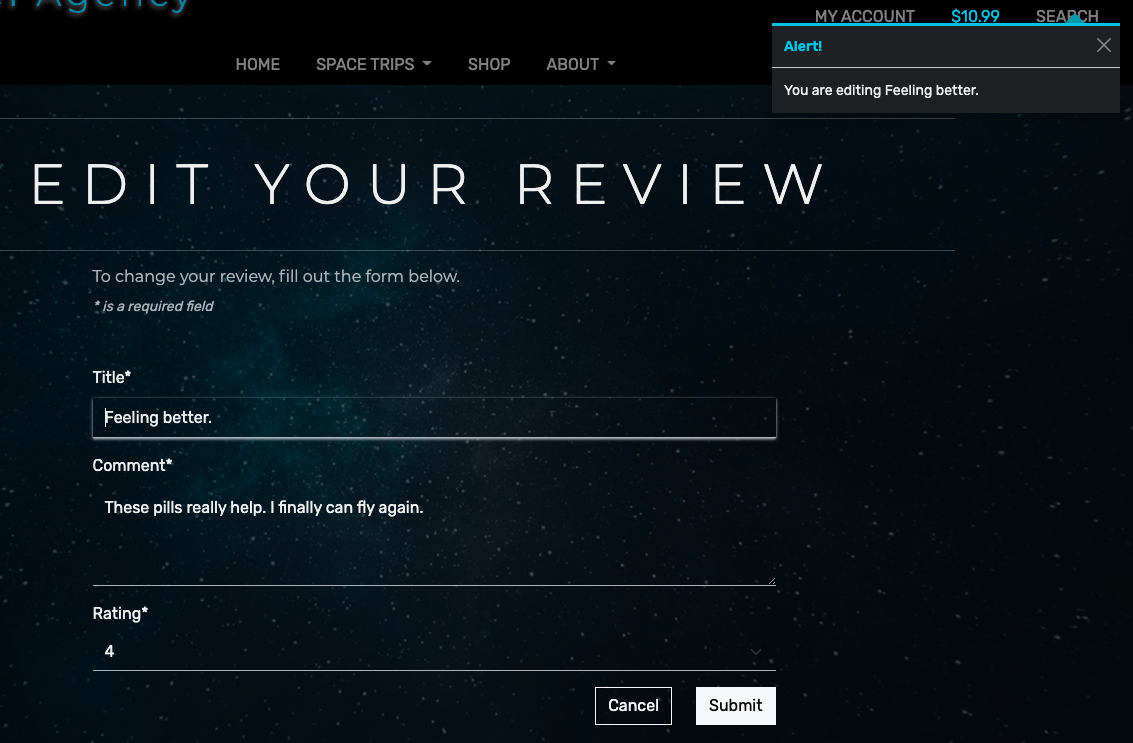 Agency
MY ACCOUNT $10.99 SEARCH
HOME SPACE TRIPS SHOP ABOUT
Alert!
You are editing Feeling better.
EDIT YOUR REVIEW
To change your review, fill out the form below.
* is a required field
Title*
Feeling better.
Comment*
These pills really help. I finally can fly again.
Rating*
4
Cancel Submit